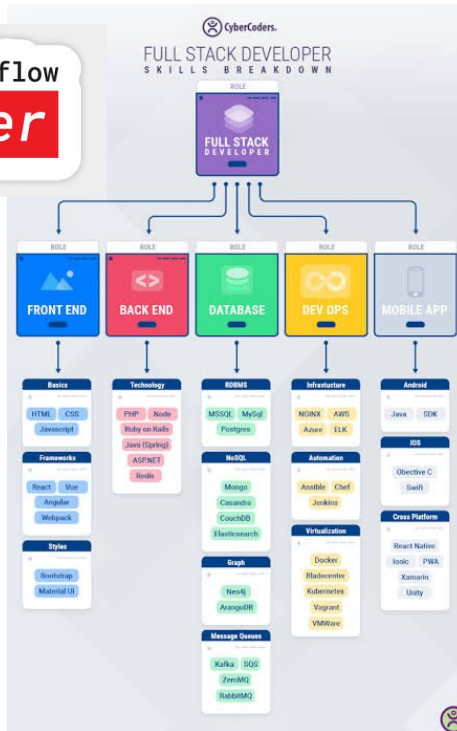 CyberCoders.
FULL STACK DEVELOPER
SKILLS BREAKDOWN
flow
er
ROLE
FULL STACK
DEVELOPER
ROLE
FRONT END
ROLE
BACK END
ROLE
DATABASE
ROLE
DEV OPS
ROLE
MOBILE APP
Basics
HTML CSS
Javascript
Frameworks
React Vue
Angular
Webpack
Styles
Bootstrap
Material UI
Technology
PHP Node
Ruby on Rails
Java (Spring)
ASP.NET
Redis
RDBMS
MSSQL MySql
Postgres
NoSQL
Mongo
Casandra
CouchDB
Elasticsearch
Graph
Neo4j
ArangoDB
Message Queues
Kafka SQS
ZeroMQ
RabbitMQ
Infrastucture
NGINX AWS
Azure ELK
Automation
Ansible Chef
Jenkins
Virtualization
Docker
Bladecenter
Kubernetes
Vagrant
VMWare
Android
Java SDK
IOS
Obective C
Swift
Cross Platform
React Native
Ionic PWA
Xamarin
Unity